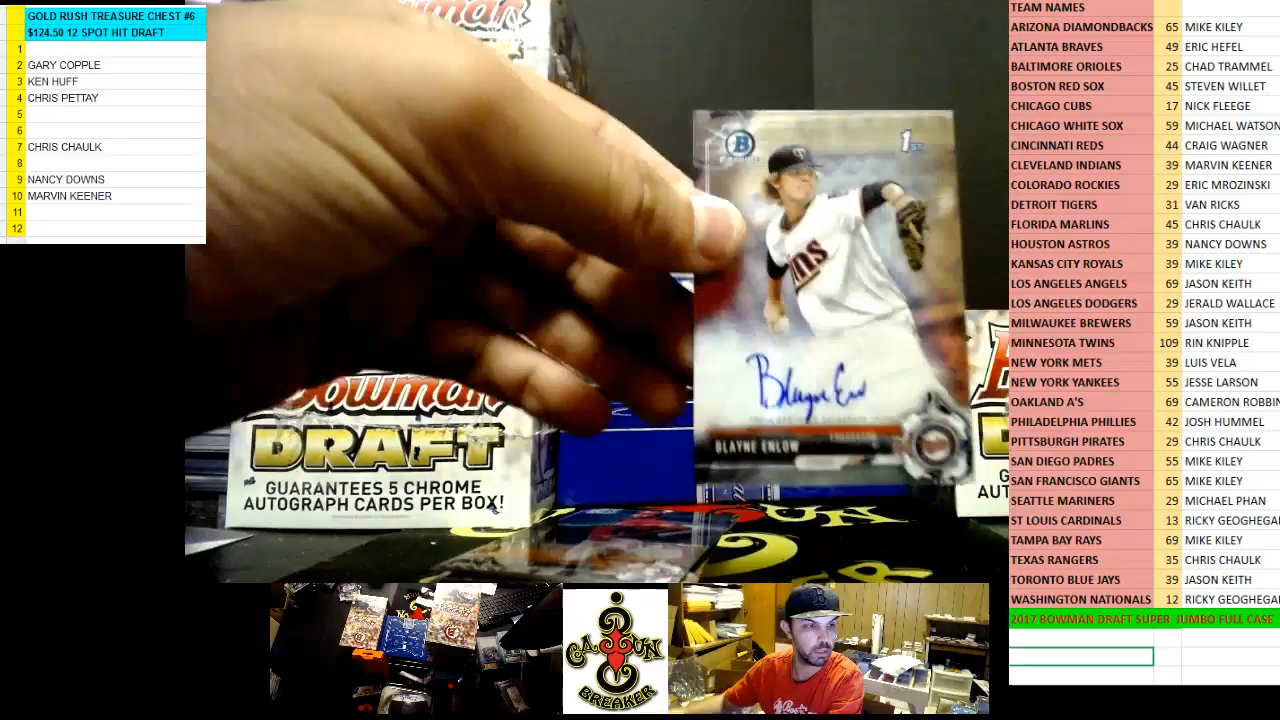 GOLD RUSH TREASURE CHEST #6
$124.50 12 SPOT HIT DRAFT
1
2 GARY COPPLE
3 KEN HUFF
4 CHRIS PETTAY
5
6
7 CHRIS CHAULK
8
9 NANCY DOWNS
10 MARVIN KEENER
11
12
TEAM NAMES
ARIZONA DIAMONDBACKS 65 MIKE KILEY
ATLANTA BRAVES 49 ERIC HEFEL
BALTIMORE ORIOLES 25 CHAD TRAMMEL
BOSTON RED SOX 45 STEVEN WILLET
CHICAGO CUBS 17 NICK FLEEGE
CHICAGO WHITE SOX 59 MICHAEL WATSON
CINCINNATI REDS 44 CRAIG WAGNER
CLEVELAND INDIANS 39 MARVIN KEENER
COLORADO ROCKIES 29 ERIC MROZINSKI
DETROIT TIGERS 31 VAN RICKS
FLORIDA MARLINS 45 CHRIS CHAULK
HOUSTON ASTROS 39 NANCY DOWNS
KANSAS CITY ROYALS 39 MIKE KILEY
LOS ANGELES ANGELS 69 JASON KEITH
LOS ANGELES DODGERS 29 JERALD WALLACE
MILWAUKEE BREWERS 59 JASON KEITH
MINNESOTA TWINS 109 RIN KNIPPLE
NEW YORK METS 39 LUIS VELA
NEW YORK YANKEES 55 JESSE LARSON
OAKLAND A'S 69 CAMERON ROBBIN
PHILADELPHIA PHILLIES 42 JOSH HUMMEL
PITTSBURGH PIRATES 29 CHRIS CHAULK
SAN DIEGO PADRES 55 MIKE KILEY
SAN FRANCISCO GIANTS 65 MIKE KILEY
SEATTLE MARINERS 29 MICHAEL PHAN
ST LOUIS CARDINALS 13 RICKY GEOGHEGAN
TAMPA BAY RAYS 69 MIKE KILEY
TEXAS RANGERS 35 CHRIS CHAULK
TORONTO BLUE JAYS 39 JASON KEITH
WASHINGTON NATIONALS 12 RICKY GEOGHEGAN
2017 BOWMAN DRAFT SUPER JUMBO FULL CASE
B
1ST
Blayne Enlow
BLAYNE ENLOW
Bowman
DRAFT
GUARANTEES 5 CHROME
AUTOGRAPH CARDS PER BOX!
CAJUN
BREAKER